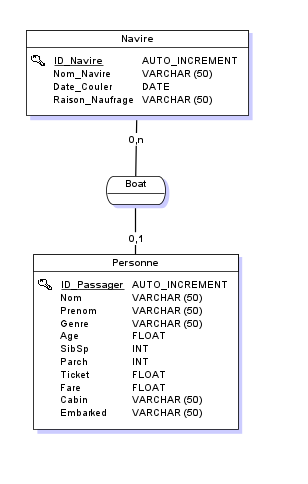 Navire
ID_Navire AUTO_INCREMENT
Nom_Navire VARCHAR (50)
Date_Couler DATE
Raison_Naufrage VARCHAR (50)
0,n
Boat
0,1
Personne
ID_Passager AUTO_INCREMENT
Nom VARCHAR (50)
Prenom VARCHAR (50)
Genre VARCHAR (50)
Age FLOAT
SibSp INT
Parch INT
Ticket FLOAT
Fare FLOAT
Cabin VARCHAR (50)
Embarked VARCHAR (50)